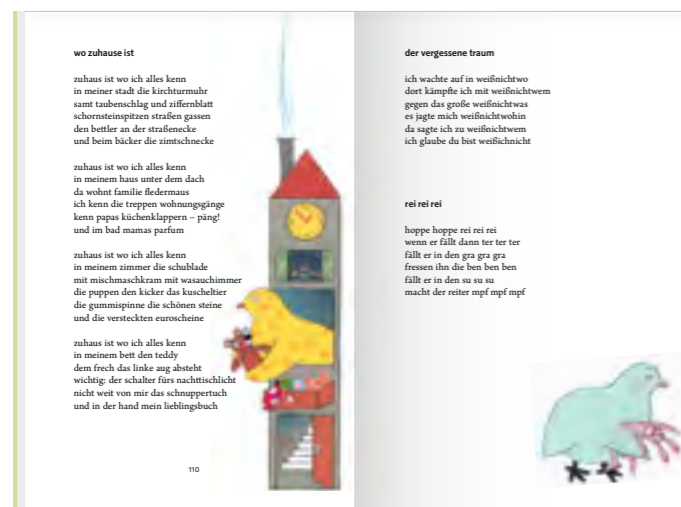 wo zuhause ist
zuhaus ist wo ich alles kenn
in meiner stadt die kirchturmuhr
samt taubenschlag und ziffernblatt
schornsteinspitzen straßen gassen
den bettler an der straßenecke
und beim bäcker die zimtschnecke
zuhaus ist wo ich alles kenn
in meinem haus unter dem dach
da wohnt familie fledermaus
ich kenn die treppen wohnungsgänge
kenn papas küchenklappern – päng!
und im bad mamas parfum
zuhaus ist wo ich alles kenn
in meinem zimmer die schublade
mit mischmaschkram mit wasauchimmer
die puppen den kicker das kuscheltier
die gummispinne die schönen steine
und die versteckten euroscheine
zuhaus ist wo ich alles kenn
in meinem bett den teddy
dem frech das linke aug absteht
wichtig: der schalter fürs nachttischlicht
nicht weit von mir das schnuppertuch
und in der hand mein lieblingsbuch
110
der vergessene traum
ich wachte auf in weißnichtwo
dort kämpfte ich mit weißnichtwem
gegen das große weißnichtwas
es jagte mich weißnichtwohin
da sagte ich zu weißnichtwem
ich glaube du bist weißichnicht
rei rei rei
hoppe hoppe rei rei rei
wenn er fällt dann ter ter ter
fällt er in den gra gra gra
fressen ihn die ben ben ben
fällt er in den su su su
macht der reiter mpf mpf mpf